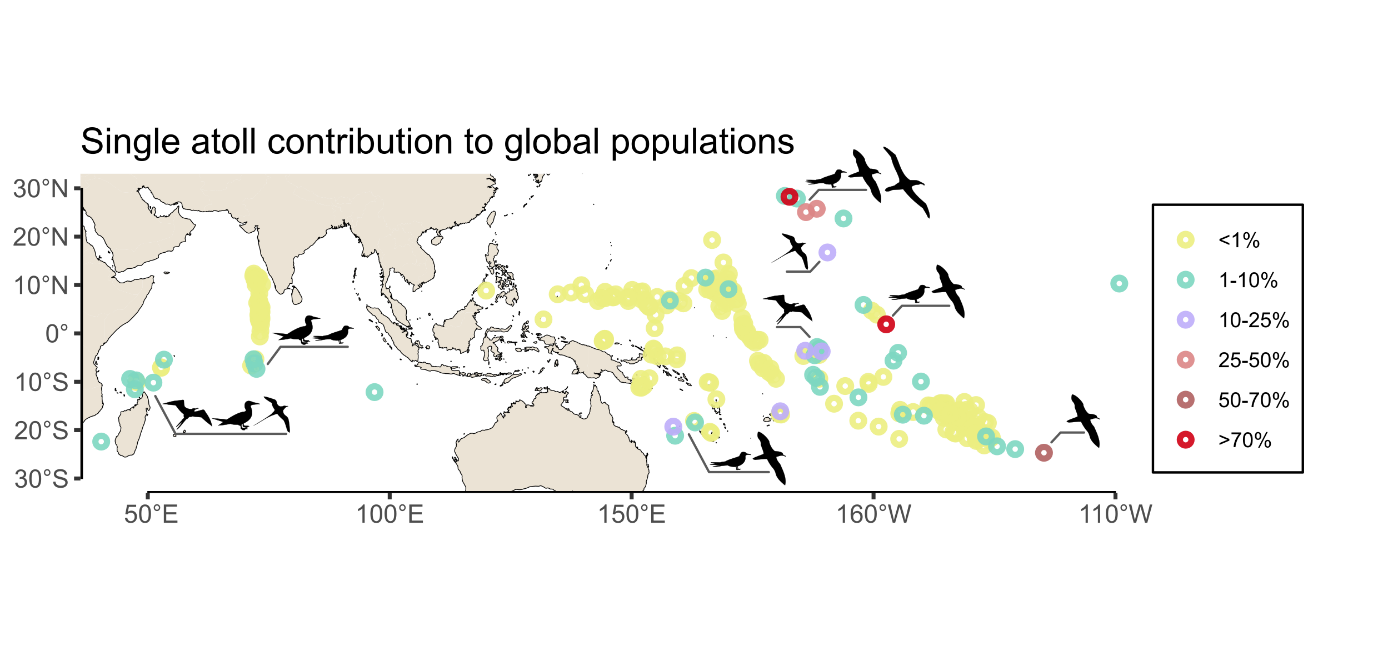 Single atoll contribution to global populations
30°N
20°N
10°N
0°
10°S
20°S
30°S
50°E
100°E
150°E
160°W
110°W
<1%
1-10%
10-25%
25-50%
50-70%
>70%